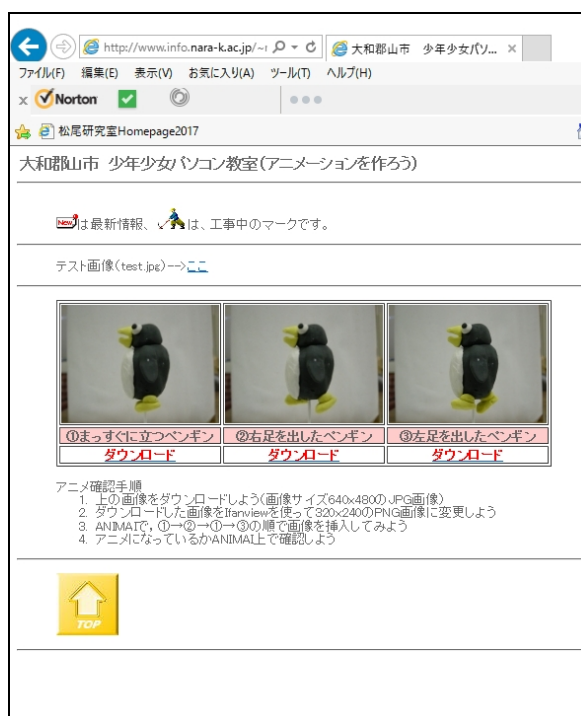 http://www.info.nara-k.ac.jp/~
大和郡山市 少年少女パソ...
ファイル(F) 編集(E) 表示(V) お気に入り(A) ツール(T) ヘルプ(H)
x Norton
松尾研究室Homepage2017
大和郡山市 少年少女パソコン教室(アニメーションを作ろう)
Newは最新情報、は、工事中のマークです。
テスト画像(test.jpg)-->ここ
①まっすぐに立つペンギン ②右足を出したペンギン ③左足を出したペンギン
ダウンロード ダウンロード ダウンロード
アニメ確認手順
1. 上の画像をダウンロードしよう(画像サイズ640x480のJPG画像)
2. ダウンロードした画像をIfanviewを使って320x240のPNG画像に変更しよう
3. ANIMAIで,①→②→①→③の順で画像を挿入してみよう
4. アニメになっているかANIMAI上で確認しよう
TOP